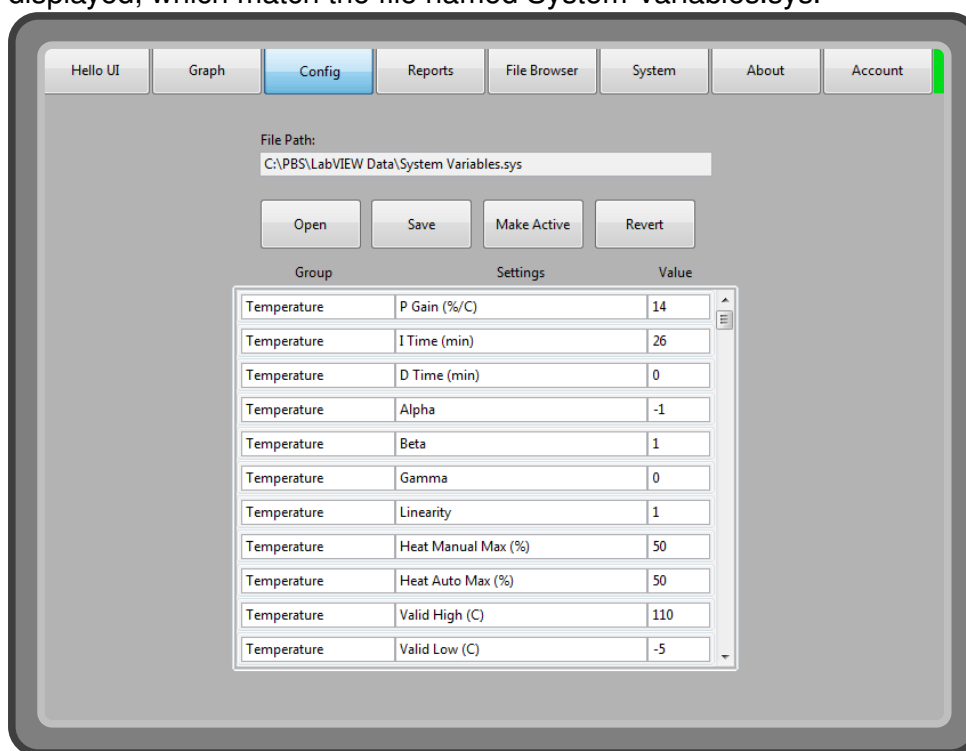 displayed, which match the file named System Variables.sys.
Hello UI Graph Config Reports File Browser System About Account
File Path:
C:\PBS\LabVIEW Data\System Variables.sys
Open Save Make Active Revert
Group Settings Value
Temperature P Gain (%/C) 14
Temperature I Time (min) 26
Temperature D Time (min) 0
Temperature Alpha -1
Temperature Beta 1
Temperature Gamma 0
Temperature Linearity 1
Temperature Heat Manual Max (%) 50
Temperature Heat Auto Max (%) 50
Temperature Valid High (C) 110
Temperature Valid Low (C) -5